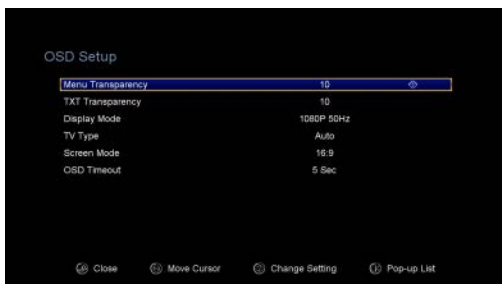 OSD Setup
Menu Transparency 10
TXT Transparency 10
Display Mode 1080P 50Hz
TV Type Auto
Screen Mode 16:9
OSD Timeout 5 Sec
Close Move Cursor Change Setting Pop-up List